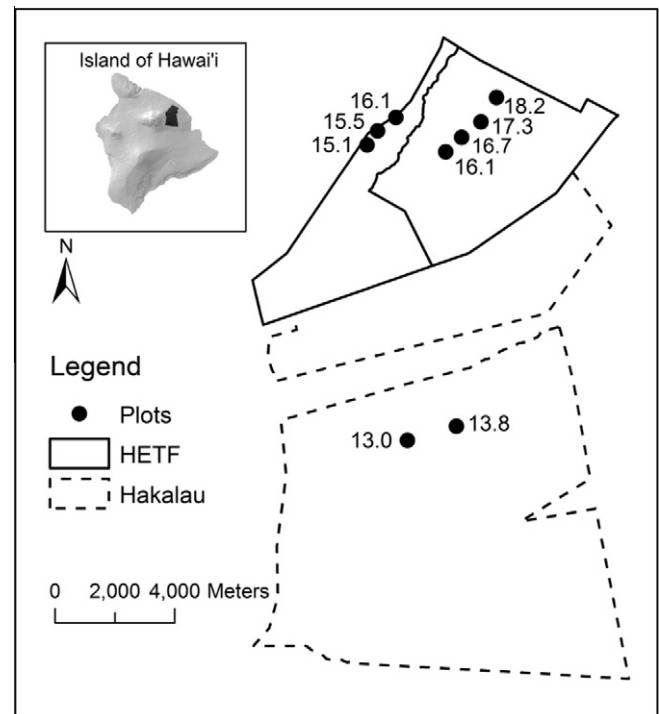 Island of Hawai'i
N
16.1
15.5
15.1
18.2
17.3
16.7
16.1
13.0
13.8
Legend
Plots
HETF
Hakalau
0 2,000 4,000 Meters